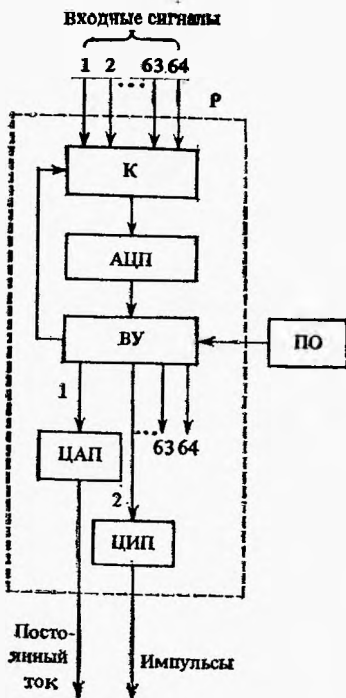 Входные сигналы
1 2 ... 63 64
Р
К
АЦП
ВУ
ПО
1
... 63 64
ЦАП
2
ЦИП
Посто-
янный
ток
Импульсы